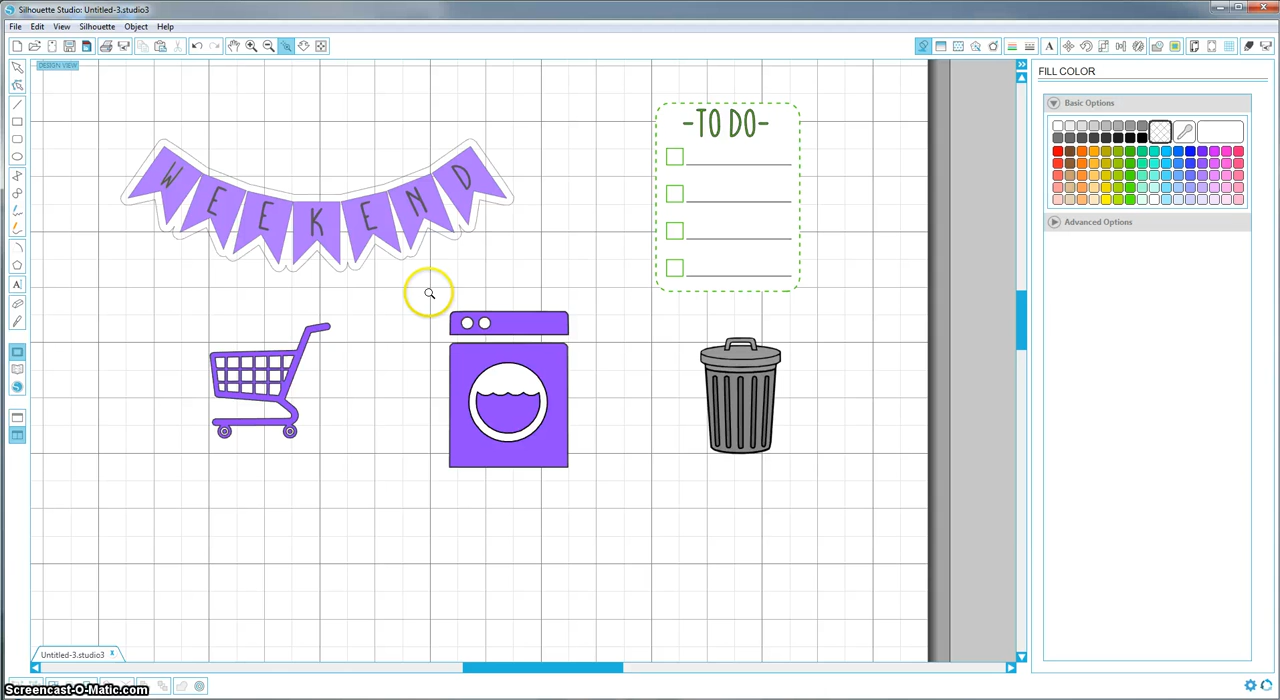 Silhouette Studio: Untitled-3.studio3
File Edit View Silhouette Object Help
DESIGN VIEW
FILL COLOR
Basic Options
Advanced Options
WEEKEND
-TO DO-
Untitled-3.studio3
Screencast-O-Matic.com